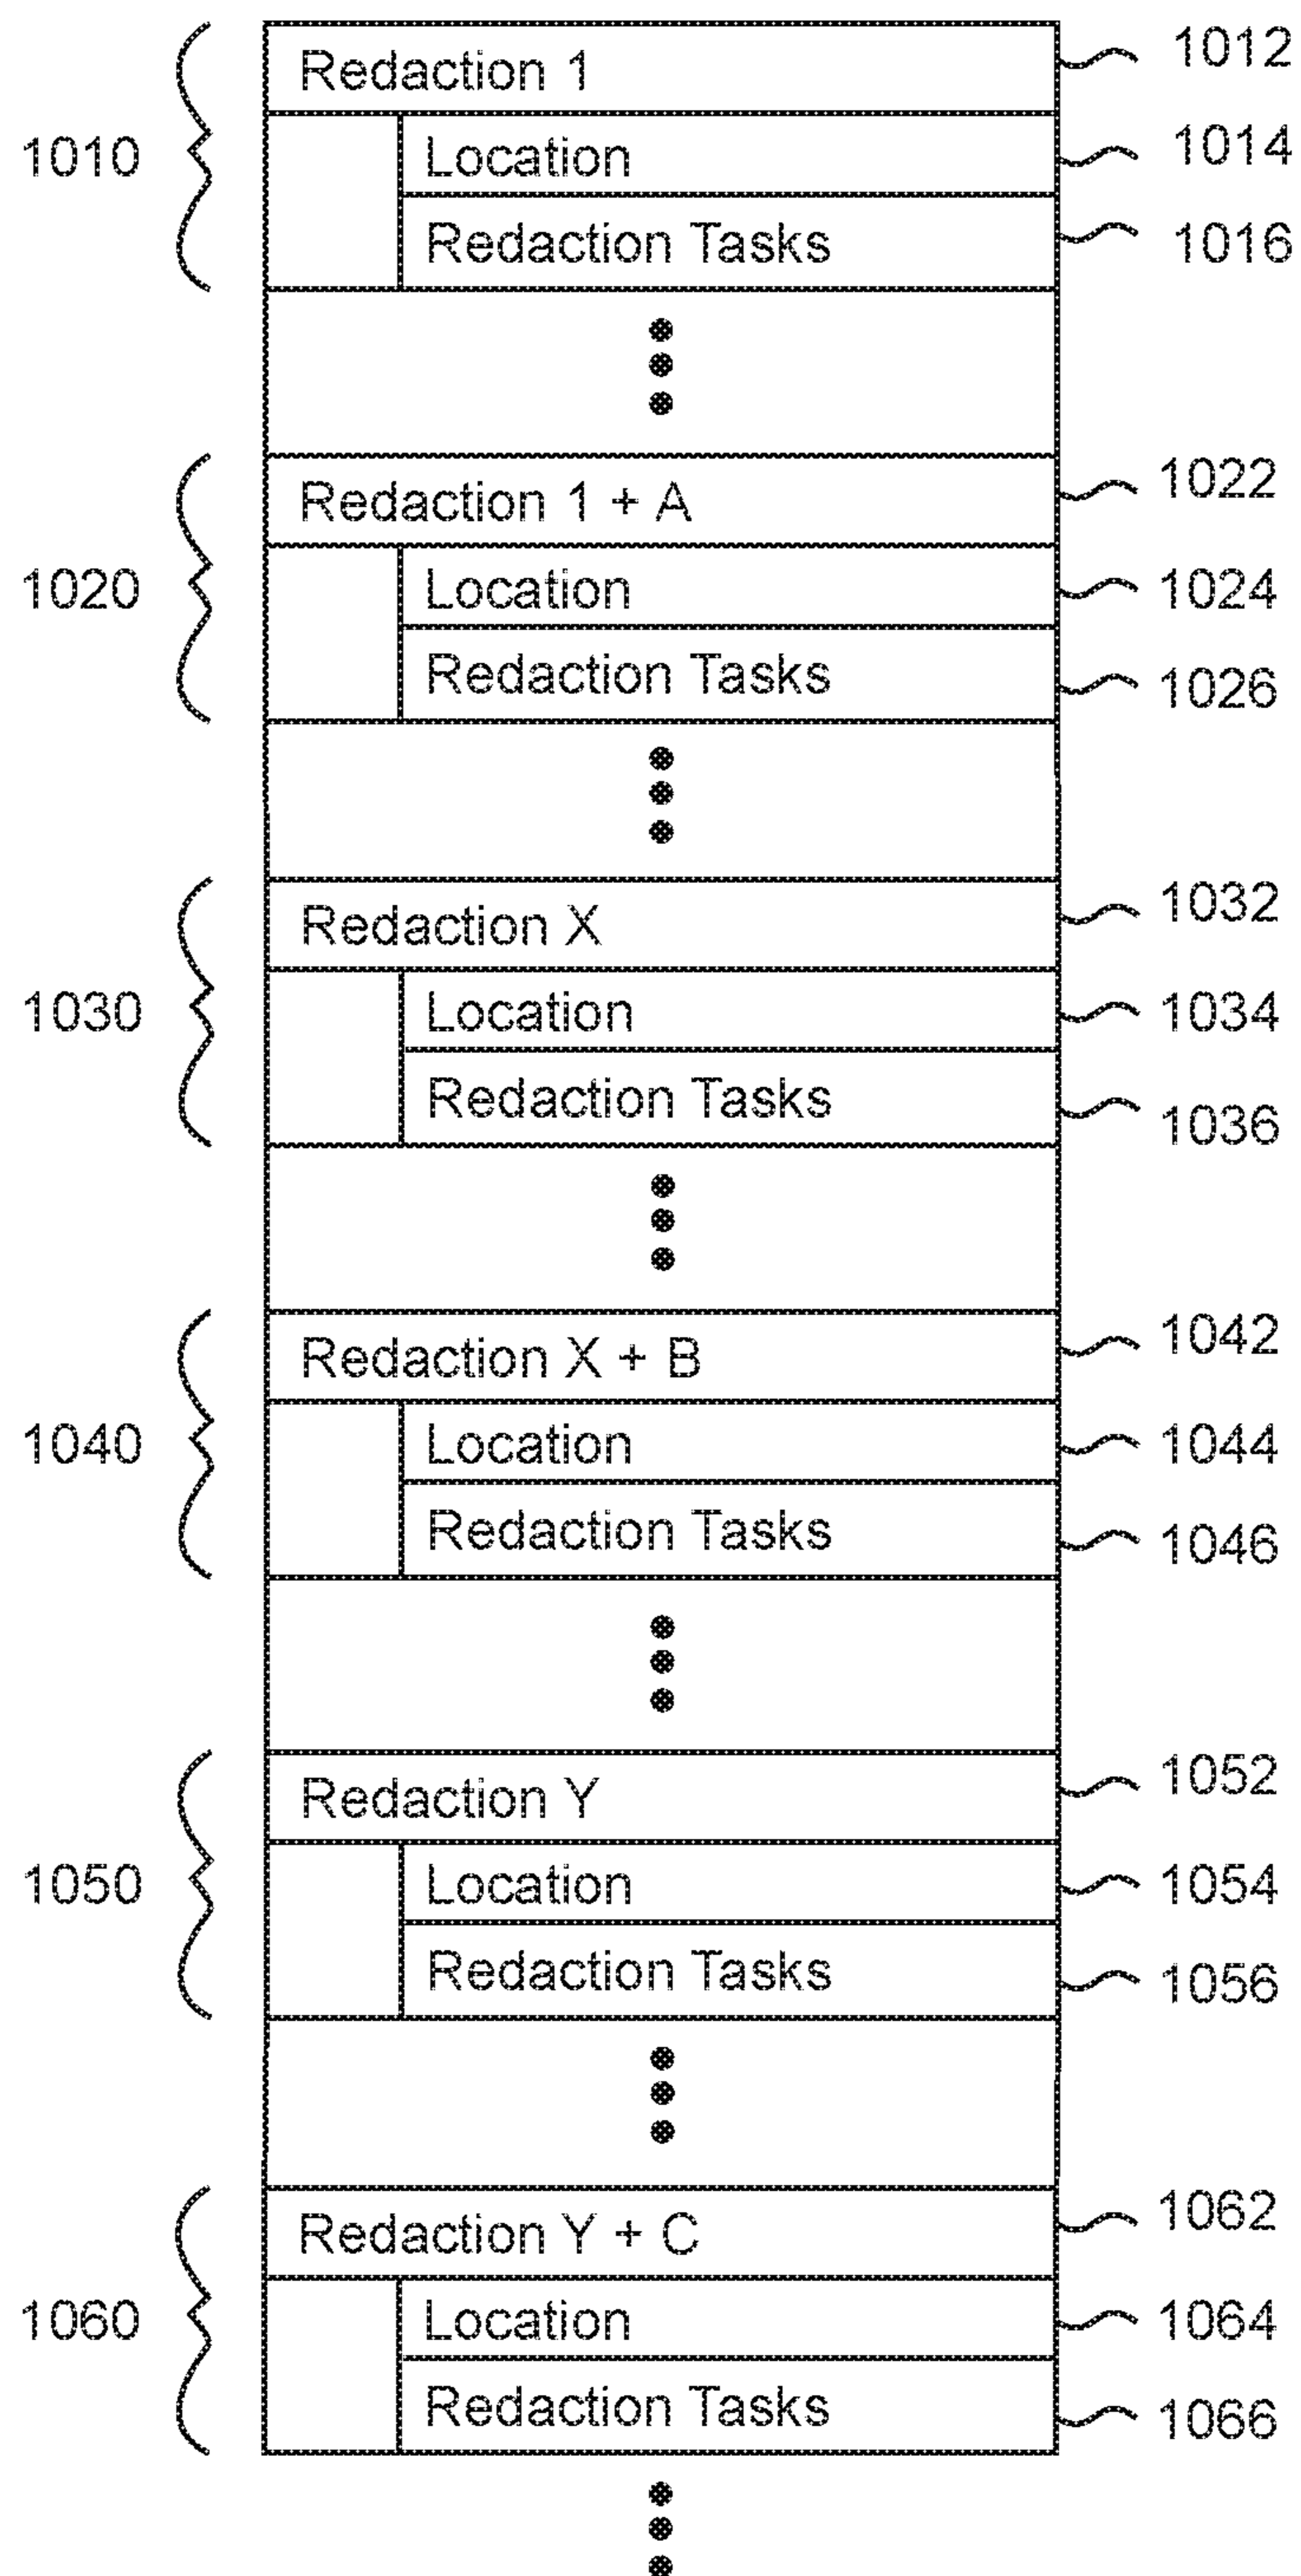 Redaction 1 1012
1010 Location 1014
Redaction Tasks 1016
Redaction 1 + A 1022
1020 Location 1024
Redaction Tasks 1026
Redaction X 1032
1030 Location 1034
Redaction Tasks 1036
Redaction X + B 1042
1040 Location 1044
Redaction Tasks 1046
Redaction Y 1052
1050 Location 1054
Redaction Tasks 1056
Redaction Y + C 1062
1060 Location 1064
Redaction Tasks 1066